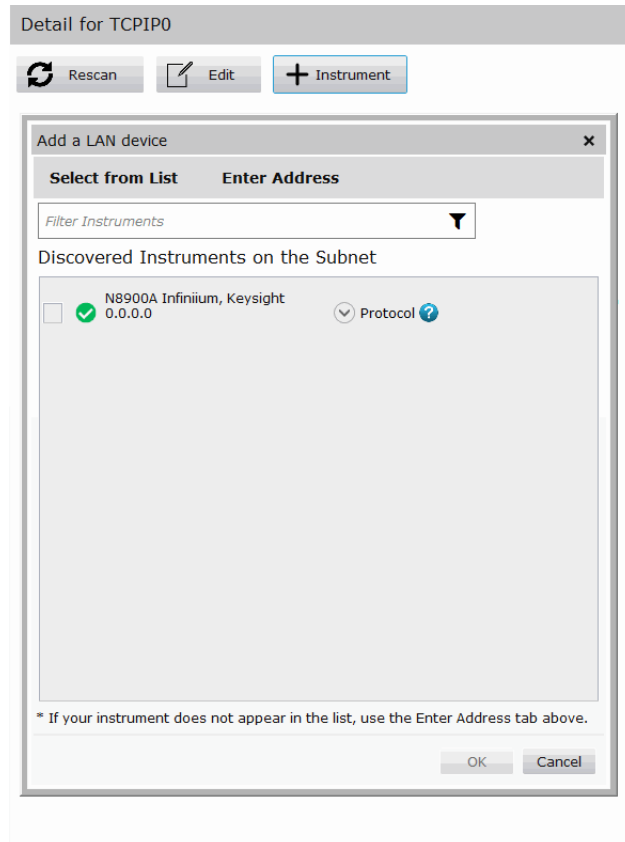 Detail for TCPIP0
Rescan Edit Instrument
Add a LAN device
Select from List Enter Address
Filter Instruments
Discovered Instruments on the Subnet
N8900A Infiniium, Keysight
0.0.0.0
Protocol ?
* If your instrument does not appear in the list, use the Enter Address tab above.
OK Cancel